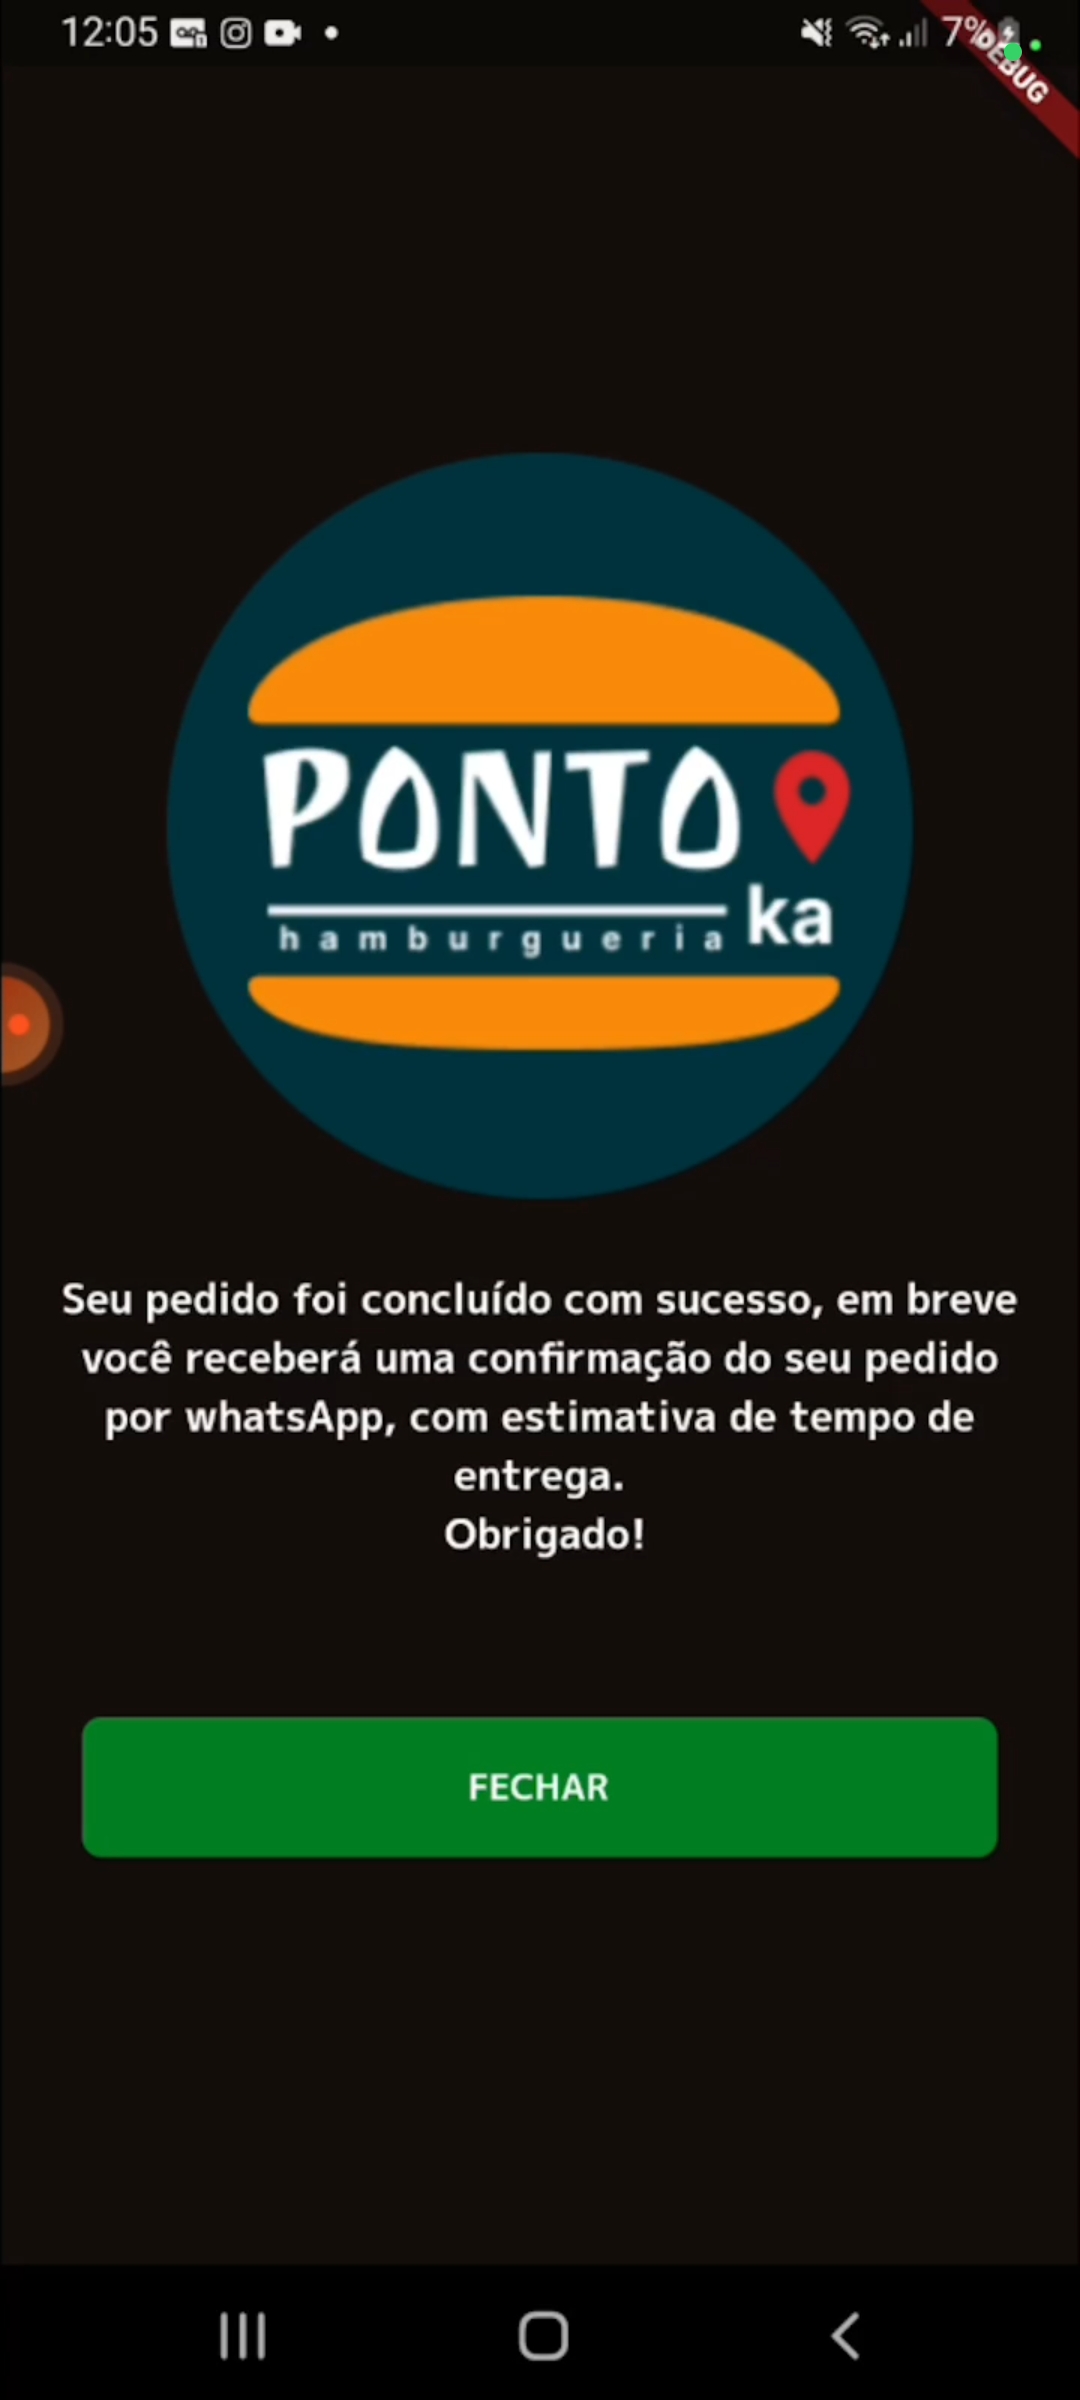 12:05
7%
DEBUG
PONTO
ka
hamburgueria
Seu pedido foi concluído com sucesso, em breve
você receberá uma confirmação do seu pedido
por whatsApp, com estimativa de tempo de
entrega.
Obrigado!
FECHAR